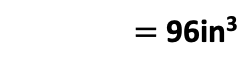 = 96in³